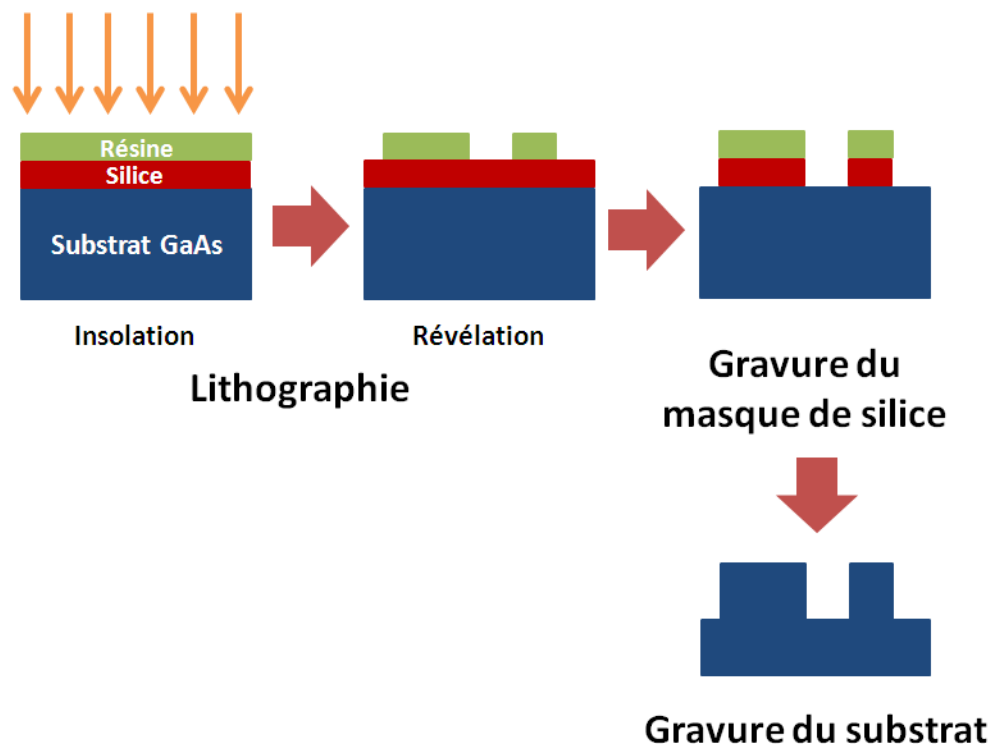 Résine
Silice
Substrat GaAs
Insolation
Révélation
Lithographie
Gravure du
masque de silice
Gravure du substrat